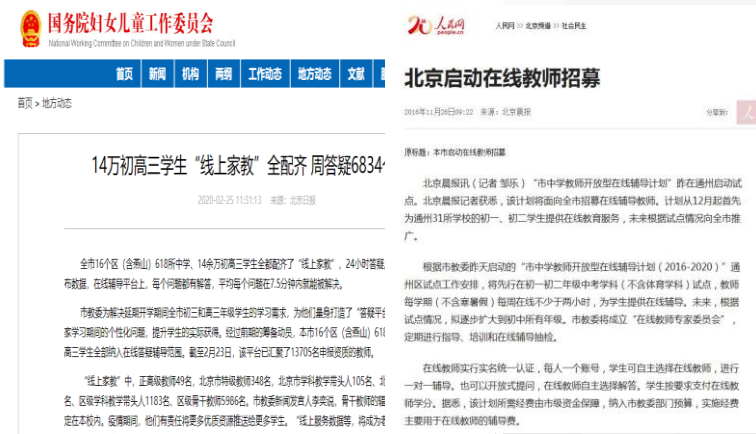 国务院妇女儿童工作委员会
National Working Committee on Children and Women under State Council
首页 新闻 机构 两纲 工作动态 地方动态 文献
首页 > 地方动态
14万初高三学生“线上家教”全配齐 周答疑6834
2020-02-25 11:31:13 来源：北京日报
全市16个区（含燕山）618所中学、14余万初高三学生全部配齐了“线上家教”，24小时答疑
布数据，在线辅导平台上，每个问题都有解答，平均每个问题在7.5分钟内就能被解决。
市教委为解决延期开学期间全市初三和高三年级学生的学习需求，为他们量身打造了“答疑平台
家学习期间的个性化问题，提升学生的实际获得。经过前期的筹备动员，本市16个区（含燕山）618
高三学生全部纳入在线答疑辅导范围。截至2月23日，该平台已汇聚了13705名申报资质的教师。
“线上家教”中，正高级教师49名，北京市特级教师348名，北京市学科教学带头人105名、北
名、区级学科教学带头人1183名、区级骨干教师5986名。市教委新闻发言人李奕说，骨干教师的辐
定在本校内。疫情期间，他们有责任将更多优质资源推送给更多学生。“线上服务数据等，将成为老
人民网
people.cn
人民网 >> 北京频道 >> 社会民生
北京启动在线教师招募
2016年11月26日09:22 来源：北京晨报
分享到：
人
原标题：本市启动在线教师招募
北京晨报讯（记者 邹乐）“市中学教师开放型在线辅导计划”昨在通州启动试
点。北京晨报记者获悉，该计划将面向全市招募在线辅导教师。计划从12月起首先
为通州31所学校的初一、初二学生提供在线教育服务，未来根据试点情况向全市推
广。
根据市教委昨天启动的“市中学教师开放型在线辅导计划（2016-2020）”通
州区试点工作安排，将先行在初一初二年级中考学科（不含体育学科）试点，教师
每学期（不含寒暑假）每周在线不少于两小时，为学生提供在线辅导。未来，根据
试点情况，拟逐步扩大到初中所有年级。市教委将成立“在线教师专家委员会”，
定期进行指导、培训和在线辅导抽检。
在线教师实行实名统一认证，每人一个账号，学生可自主选择在线教师，进行
一对一辅导。也可以开放式提问，在线教师自主选择解答。学生按要求支付在线教
师学分。据悉，该计划所需经费由市级资金保障，纳入市教委部门预算，实施经费
主要用于在线教师的辅导费。